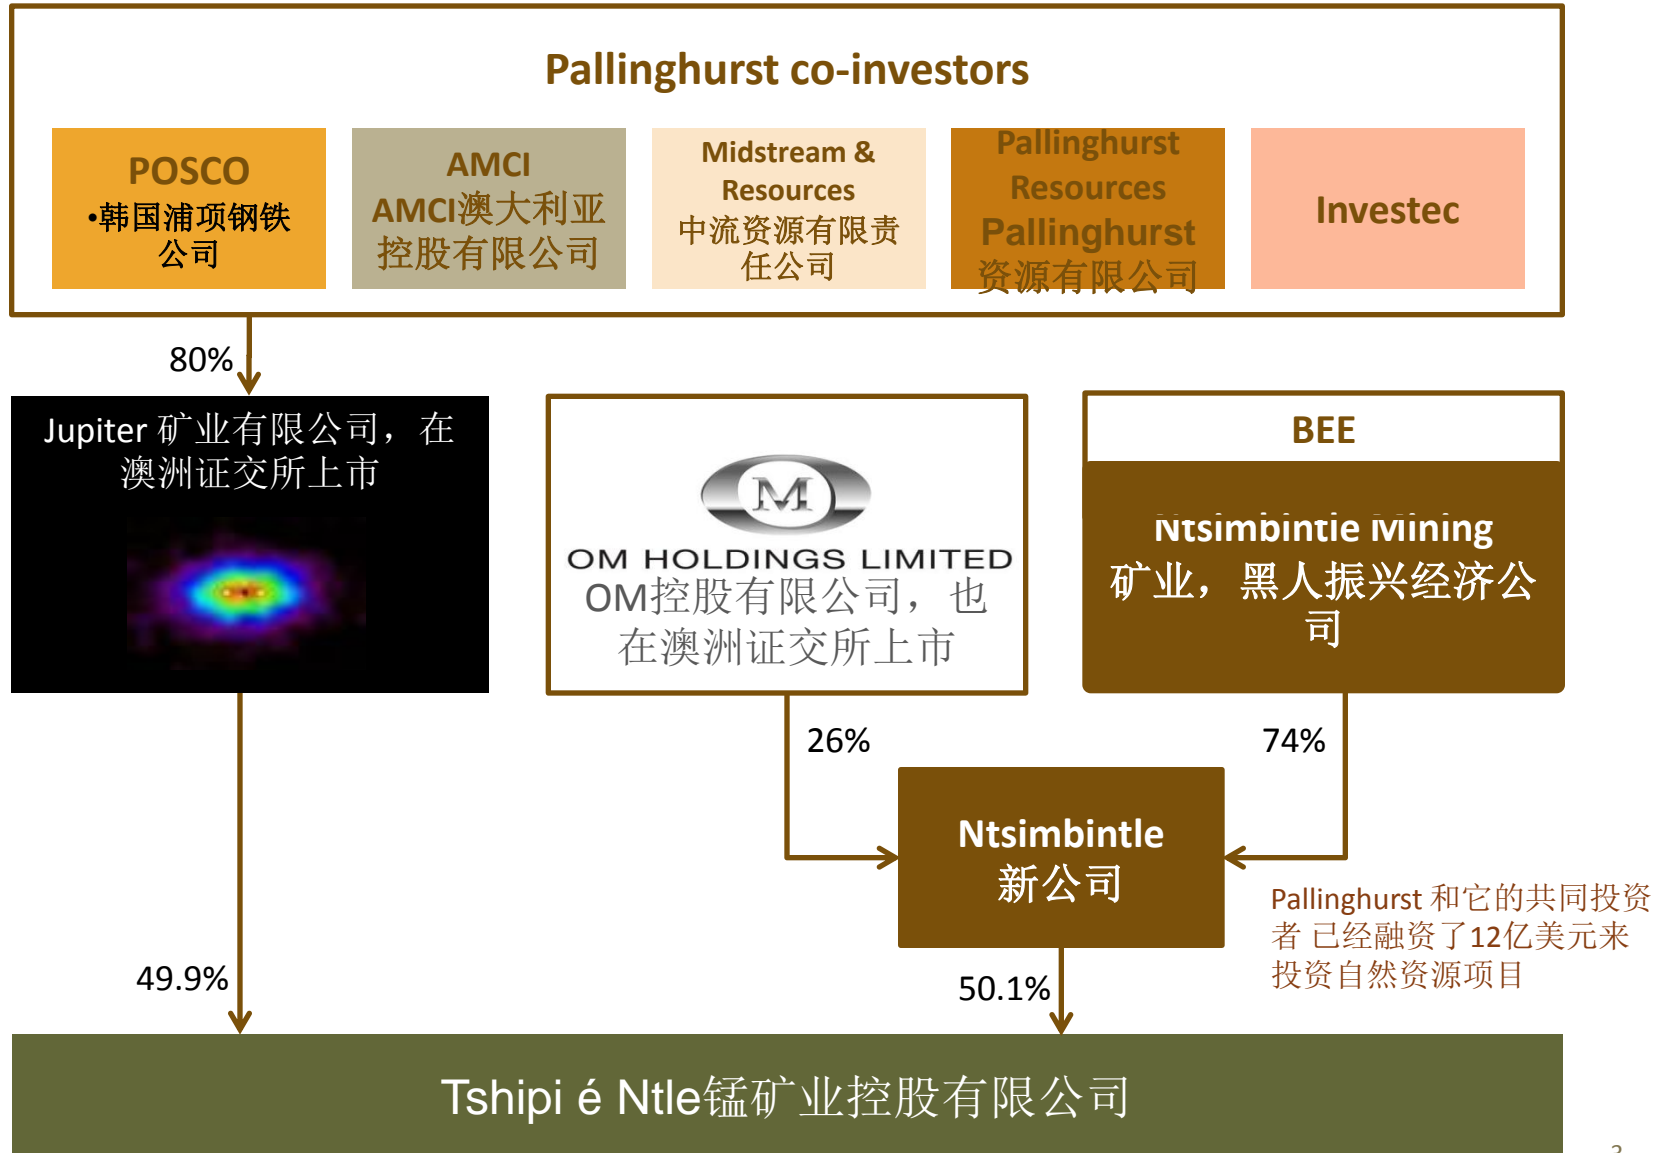 Pallinghurst co-investors
POSCO
•韩国浦项钢铁
公司
AMCI
AMCI澳大利亚
控股有限公司
Midstream &
Resources
中流资源有限责
任公司
Pallinghurst
Resources
Pallinghurst
资源有限公司
Investec
80%
Jupiter 矿业有限公司，在
澳洲证交所上市
M
OM HOLDINGS LIMITED
OM控股有限公司，也
在澳洲证交所上市
BEE
Ntsimbintle Mining
矿业，黑人振兴经济公
司
26%
74%
Ntsimbintle
新公司
Pallinghurst 和它的共同投资
者 已经融资了12亿美元来
投资自然资源项目
49.9%
50.1%
Tshipi é Ntle锰矿业控股有限公司